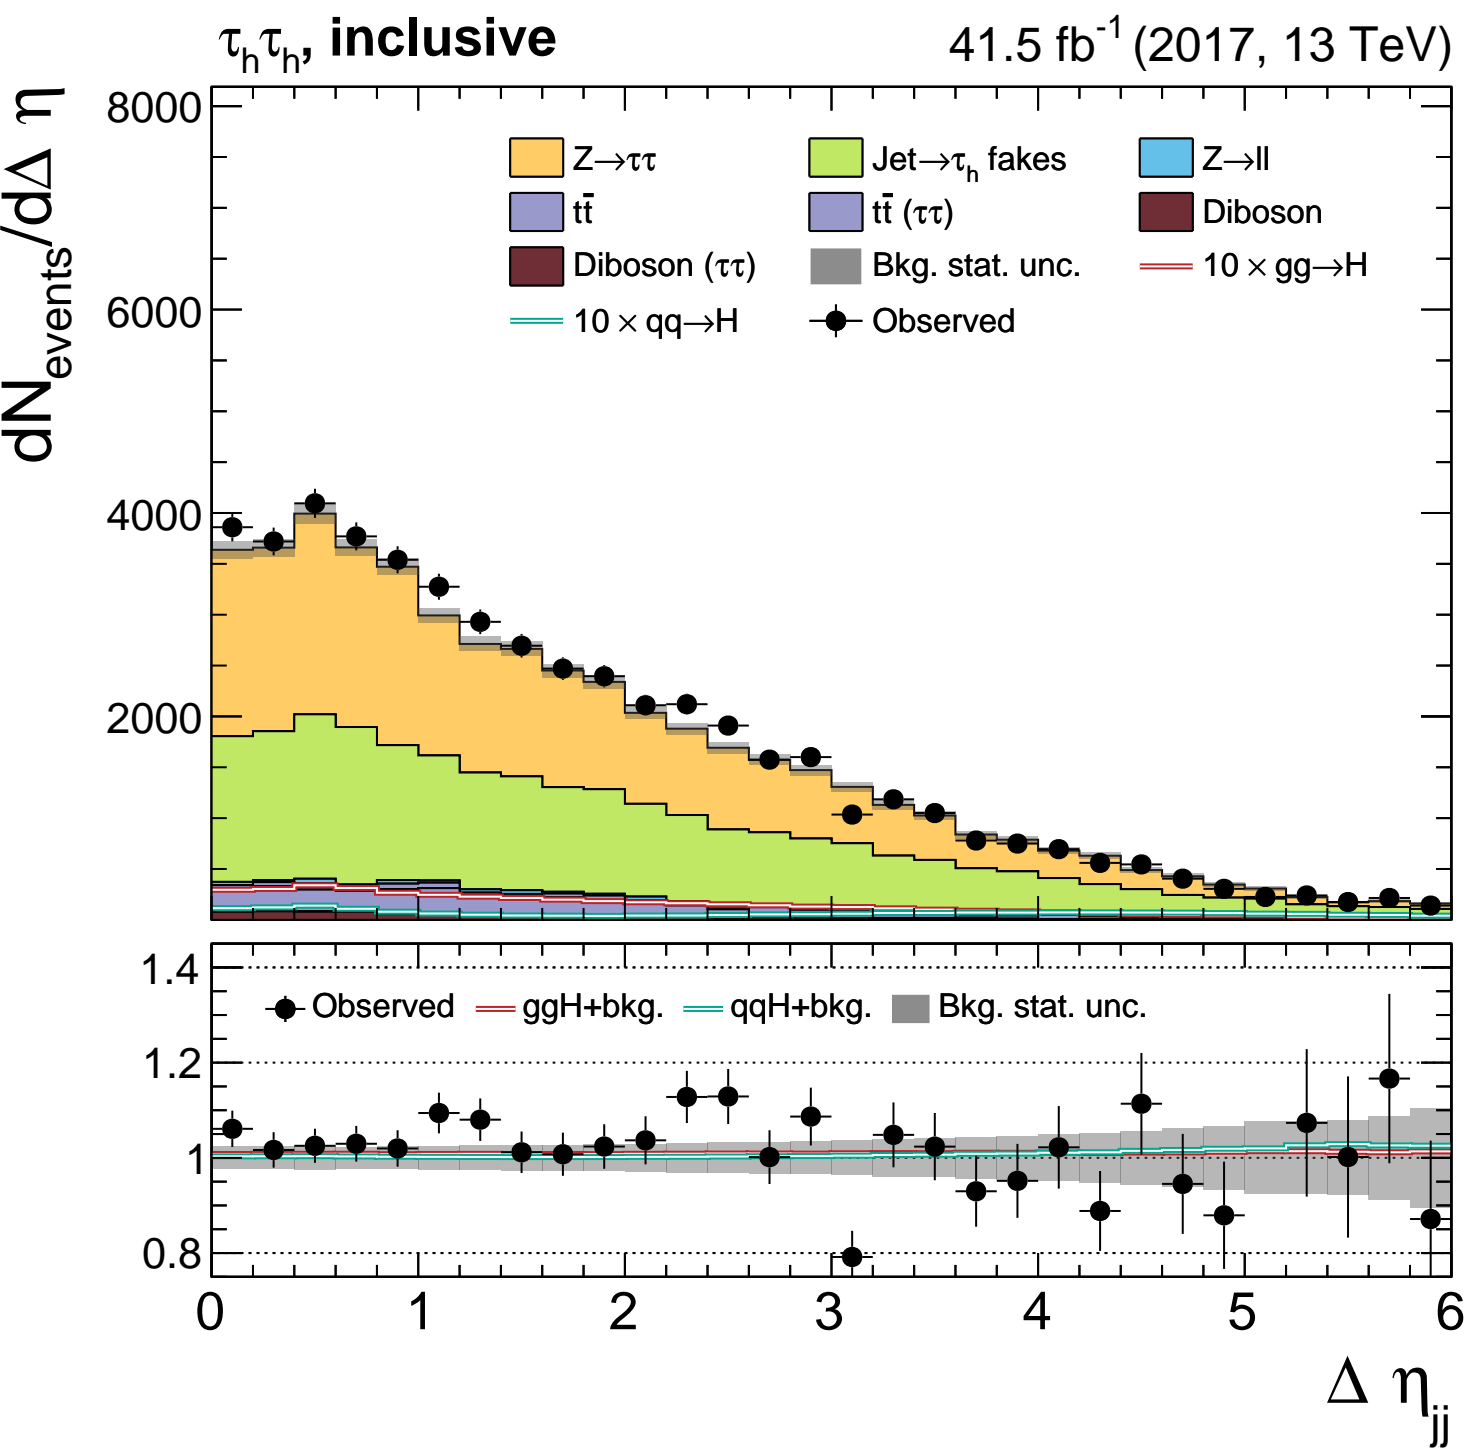 τhτh, inclusive
41.5 fb-1 (2017, 13 TeV)
dNevents/dΔ η
8000
6000
4000
2000
Z→ττ
Jet→τh fakes
Z→ll
tt̄
tt̄ (ττ)
Diboson
Diboson (ττ)
Bkg. stat. unc.
10 × gg→H
10 × qq→H
Observed
1.4
1.2
1
0.8
Observed
ggH+bkg.
qqH+bkg.
Bkg. stat. unc.
0 1 2 3 4 5 6
Δ ηjj